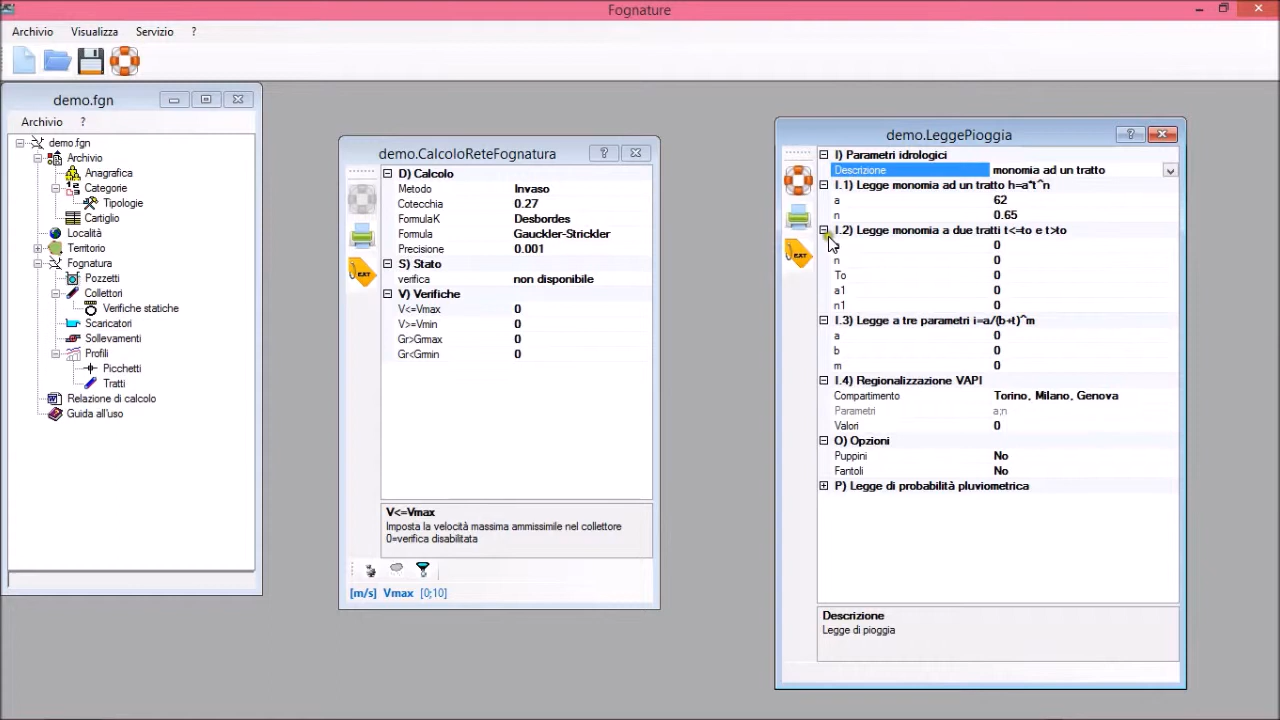 Fognature
Archivio Visualizza Servizio ?
demo.fgn
Archivio ?
demo.fgn
Archivio
Anagrafica
Categorie
Tipologie
Cartiglio
Località
Territorio
Fognatura
Pozzetti
Collettori
Verifiche statiche
Scaricatori
Sollevamenti
Profili
Picchetti
Tratti
Relazione di calcolo
Guida all'uso
demo.CalcoloReteFognatura ?
D) Calcolo
Metodo Invaso
Cotecchia 0.27
FormulaK Desbordes
Formula Gauckler-Strickler
Precisione 0.001
S) Stato
verifica non disponibile
V) Verifiche
V<=Vmax 0
V>=Vmin 0
Gr>Grmax 0
Gr<Grmin 0
V<=Vmax
Imposta la velocità massima ammissimile nel collettore
0=verifica disabilitata
[m/s] Vmax [0;10]
demo.LeggePioggia ?
EXT
EXT
I) Parametri idrologici
Descrizione monomia ad un tratto
I.1) Legge monomia ad un tratto h=a*t^n
a 62
n 0.65
I.2) Legge monomia a due tratti t<=to e t>to
a 0
n 0
To 0
a1 0
n1 0
I.3) Legge a tre parametri i=a/(b+t)^m
a 0
b 0
m 0
I.4) Regionalizzazione VAPI
Compartimento Torino, Milano, Genova
Parametri a;n
Valori 0
O) Opzioni
Puppini No
Fantoli No
P) Legge di probabilità pluviometrica
Descrizione
Legge di pioggia